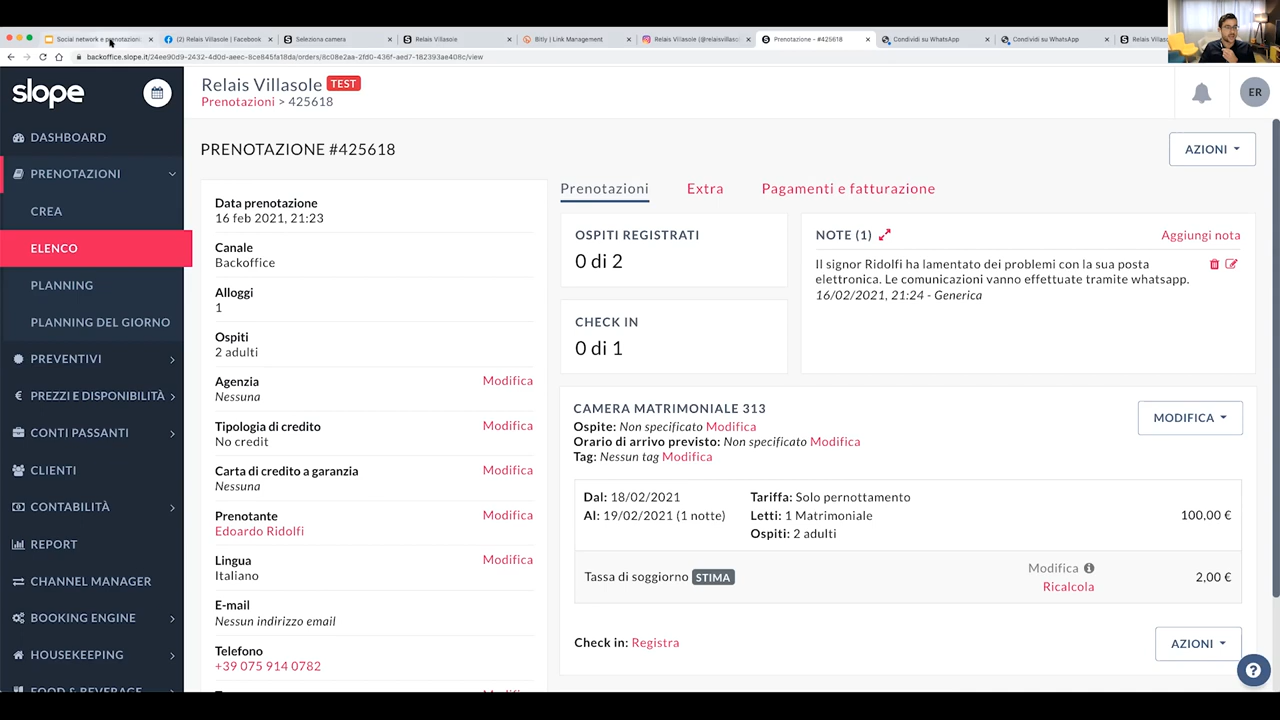 Social network e prenotazioni
(2) Relais Villasole | Facebook
Seleziona camera
Relais Villasole
Bitly | Link Management
Relais Villasole (@relaisvillaso
Prenotazione - #425618
Condividi su WhatsApp
Condividi su WhatsApp
Relais Villasol
backoffice.slope.it/24ee90d9-2432-4d0d-aeec-8ce845fa18da/orders/8c08e2aa-2fd0-436f-aed7-182393ae408c/view
slope
Relais Villasole TEST
Prenotazioni > 425618
ER
DASHBOARD
PRENOTAZIONI
CREA
ELENCO
PLANNING
PLANNING DEL GIORNO
PREVENTIVI
€ PREZZI E DISPONIBILITÀ
CONTI PASSANTI
CLIENTI
CONTABILITÀ
REPORT
CHANNEL MANAGER
BOOKING ENGINE
HOUSEKEEPING
FOOD & BEVERAGE
PRENOTAZIONE #425618
AZIONI
Data prenotazione
16 feb 2021, 21:23
Canale
Backoffice
Alloggi
1
Ospiti
2 adulti
Agenzia Modifica
Nessuna
Tipologia di credito Modifica
No credit
Carta di credito a garanzia Modifica
Nessuna
Prenotante Modifica
Edoardo Ridolfi
Lingua Modifica
Italiano
E-mail
Nessun indirizzo email
Telefono
+39 075 914 0782
Prenotazioni Extra Pagamenti e fatturazione
OSPITI REGISTRATI
0 di 2
CHECK IN
0 di 1
NOTE (1) Aggiungi nota
Il signor Ridolfi ha lamentato dei problemi con la sua posta
elettronica. Le comunicazioni vanno effettuate tramite whatsapp.
16/02/2021, 21:24 - Generica
CAMERA MATRIMONIALE 313
MODIFICA
Ospite: Non specificato Modifica
Orario di arrivo previsto: Non specificato Modifica
Tag: Nessun tag Modifica
Dal: 18/02/2021 Tariffa: Solo pernottamento
Al: 19/02/2021 (1 notte) Letti: 1 Matrimoniale 100,00 €
Ospiti: 2 adulti
Tassa di soggiorno STIMA Modifica 2,00 €
Ricalcola
Check in: Registra
AZIONI
?